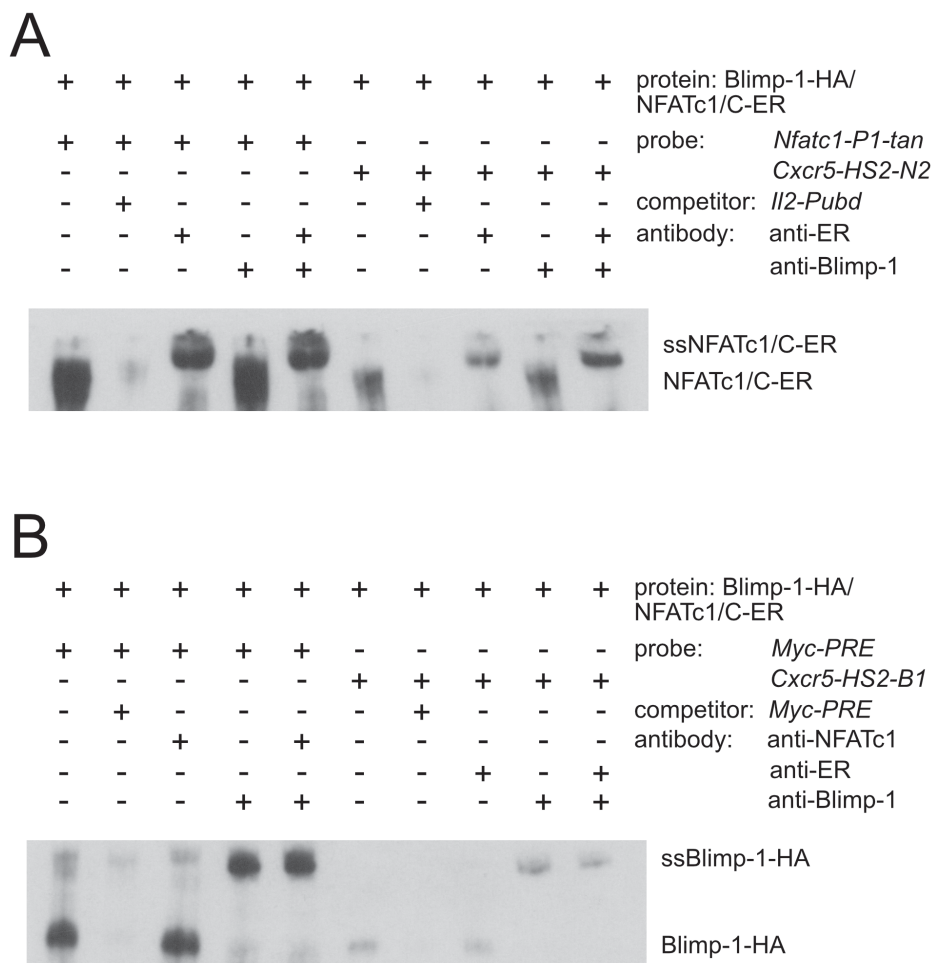 A
+ + + + + + + + + + protein: Blimp-1-HA/
NFATc1/C-ER
+ + + + + - - - - - probe: Nfatc1-P1-tan
- - - - - + + + + + Cxcr5-HS2-N2
- + - - - - + - - - competitor: Il2-Pubd
- - + - + - - + - + antibody: anti-ER
- - - + + - - - + + anti-Blimp-1
ssNFATc1/C-ER
NFATc1/C-ER
B
+ + + + + + + + + + protein: Blimp-1-HA/
NFATc1/C-ER
+ + + + + - - - - - probe: Myc-PRE
- - - - - + + + + + Cxcr5-HS2-B1
- + - - - - + - - - competitor: Myc-PRE
- - + - + - - - - - antibody: anti-NFATc1
- - - - - - - + - + anti-ER
- - - + + - - - + + anti-Blimp-1
ssBlimp-1-HA
Blimp-1-HA